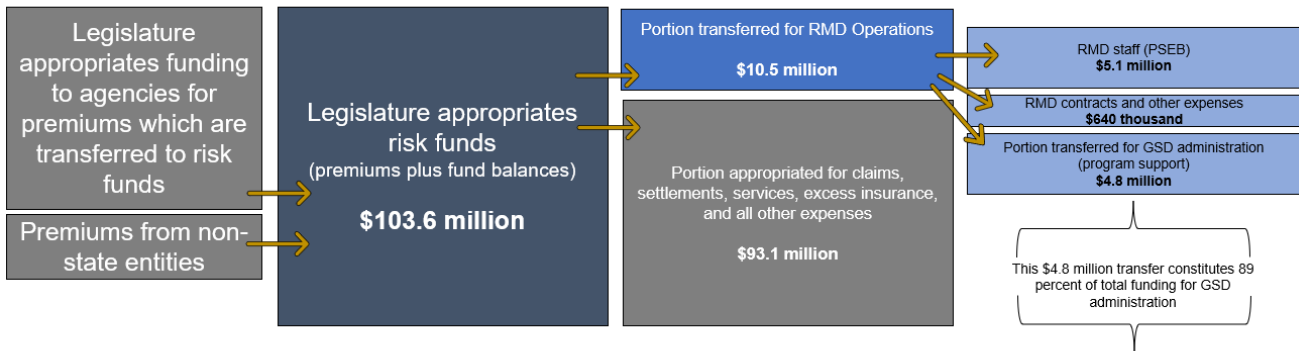 Legislature
appropriates funding
to agencies for
premiums which are
transferred to risk
funds
Premiums from non-
state entities
Legislature appropriates
risk funds
(premiums plus fund balances)
$103.6 million
Portion transferred for RMD Operations
$10.5 million
Portion appropriated for claims,
settlements, services, excess insurance,
and all other expenses
$93.1 million
RMD staff (PSEB)
$5.1 million
RMD contracts and other expenses
$640 thousand
Portion transferred for GSD administration
(program support)
$4.8 million
This $4.8 million transfer constitutes 89
percent of total funding for GSD
administration